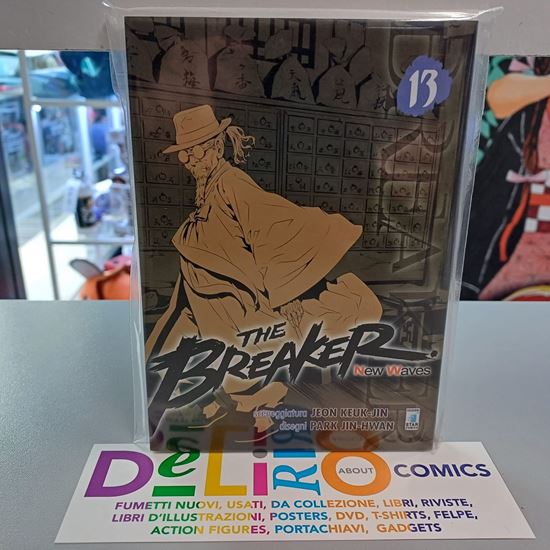 13
THE
BREAKER.
New Waves
sceneggiatura JEON KEUK-JIN
disegni PARK JIN-HWAN
STAR
DeLiRiO ABOUT COMICS
FUMETTI NUOVI, USATI, DA COLLEZIONE, LIBRI, RIVISTE,
LIBRI D'ILLUSTRAZIONI, POSTERS, DVD, T-SHIRTS, FELPE,
ACTION FIGURES, PORTACHIAVI, GADGETS